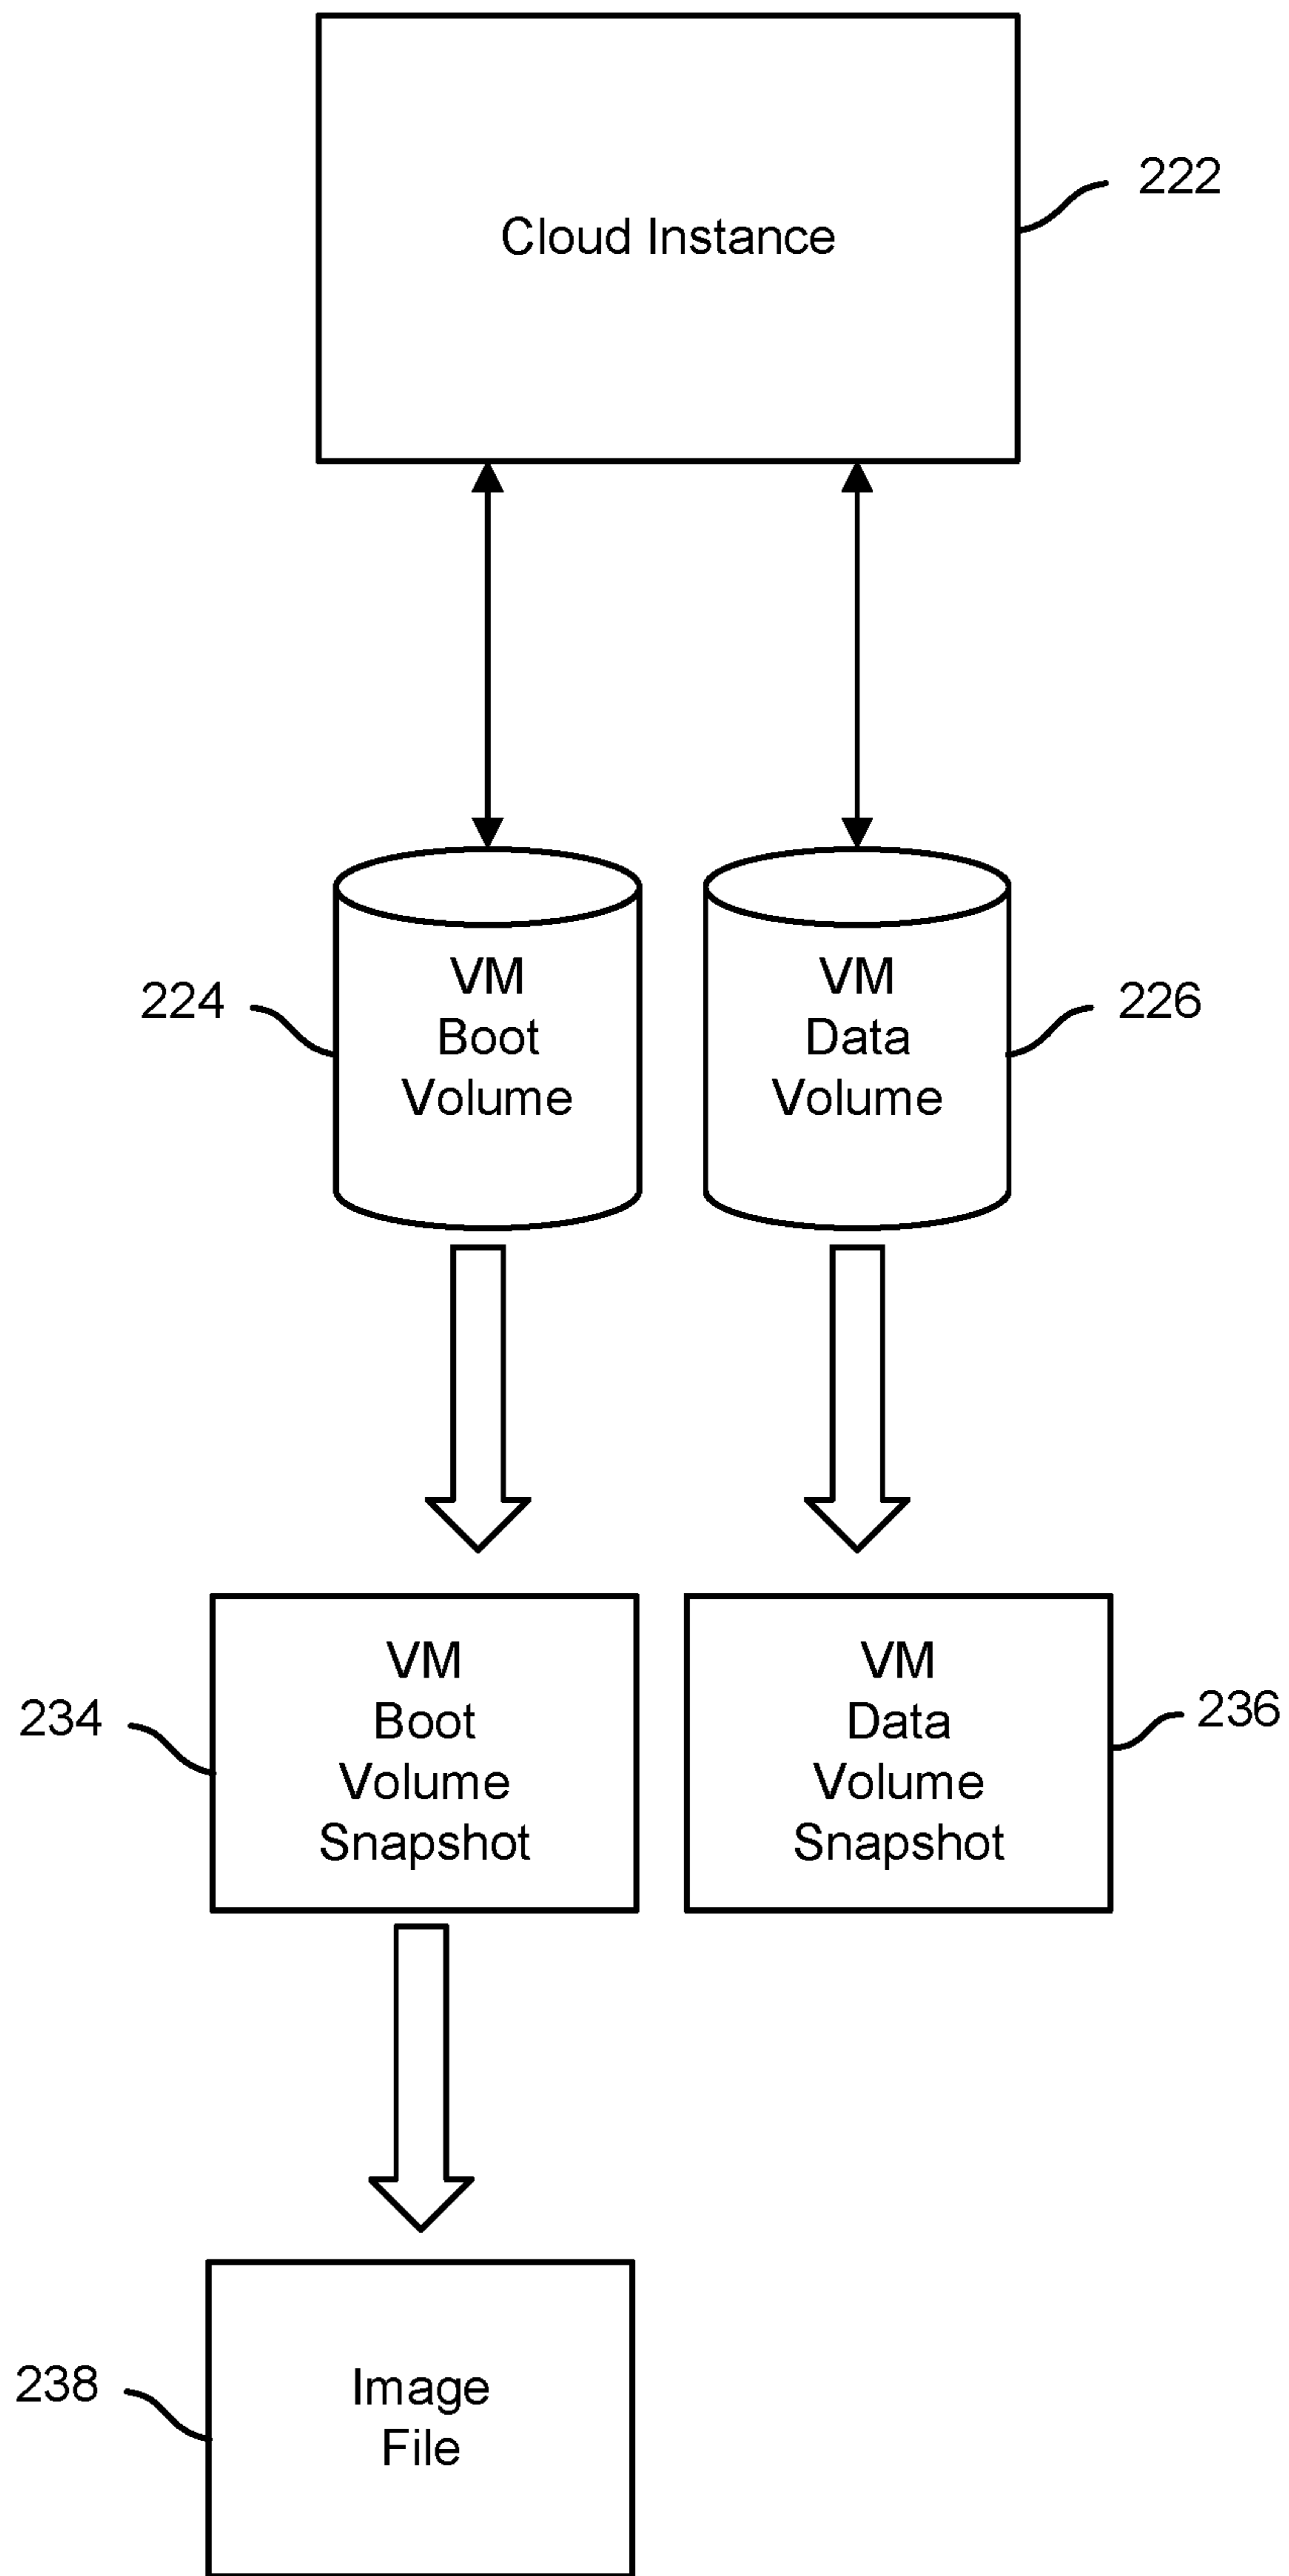 Cloud Instance
222
224
VM
Boot
Volume
VM
Data
Volume
226
234
VM
Boot
Volume
Snapshot
VM
Data
Volume
Snapshot
236
238
Image
File